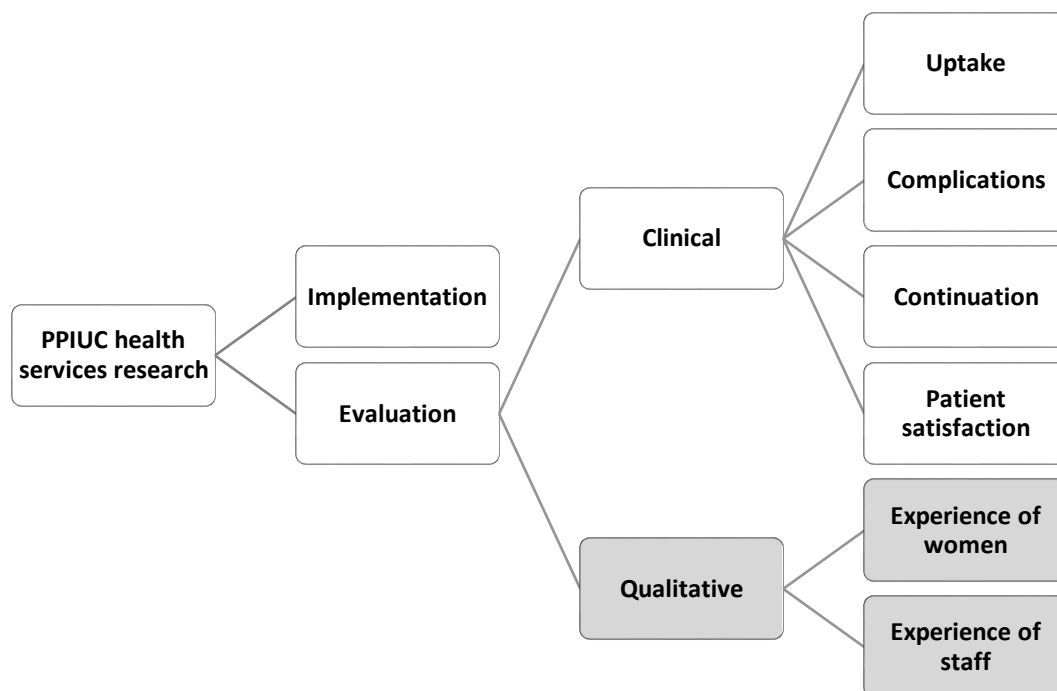 Uptake
Complications
Clinical
Implementation
Continuation
PPIUC health
services research
Evaluation
Patient
satisfaction
Experience of
women
Qualitative
Experience of
staff